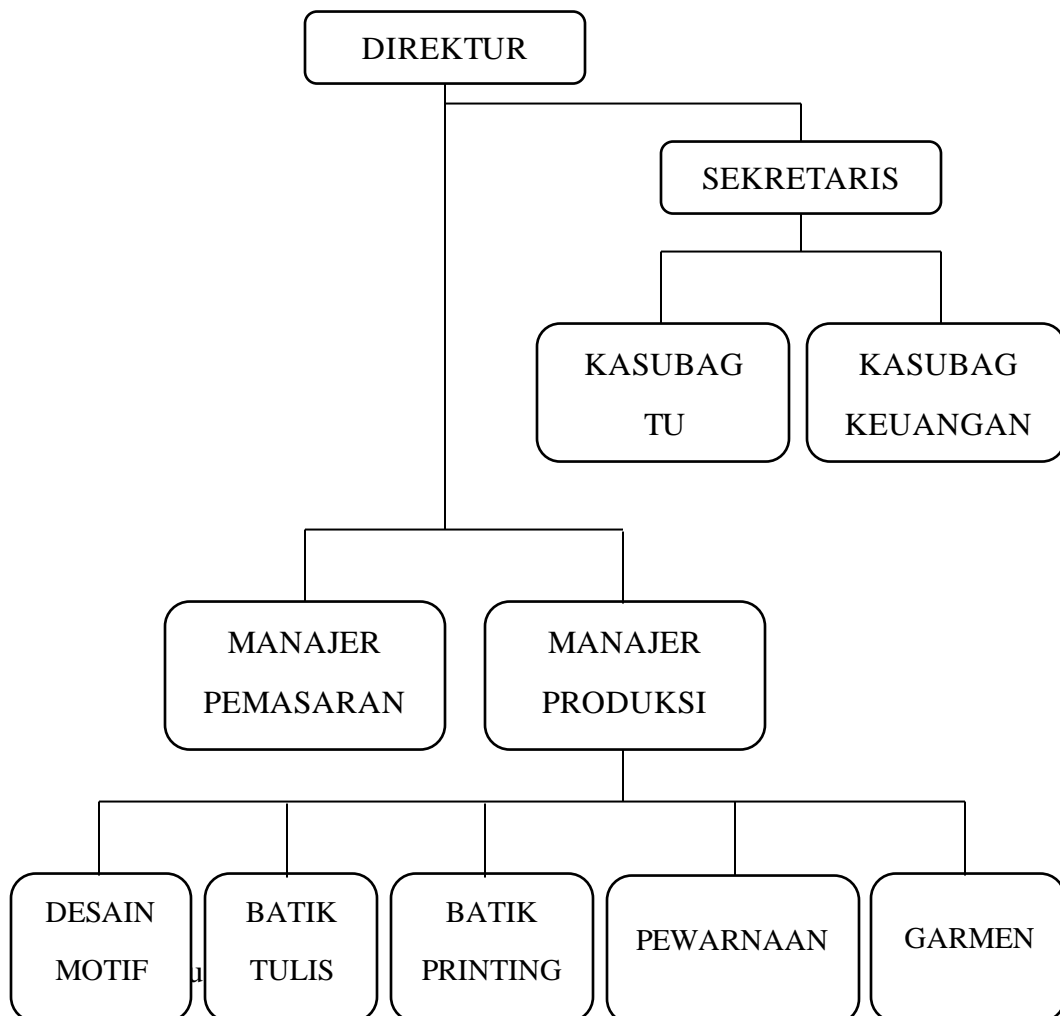 DIREKTUR
SEKRETARIS
KASUBAG
TU
KASUBAG
KEUANGAN
MANAJER
PEMASARAN
MANAJER
PRODUKSI
DESAIN
MOTIF
BATIK
TULIS
BATIK
PRINTING
PEWARNAAN
GARMEN